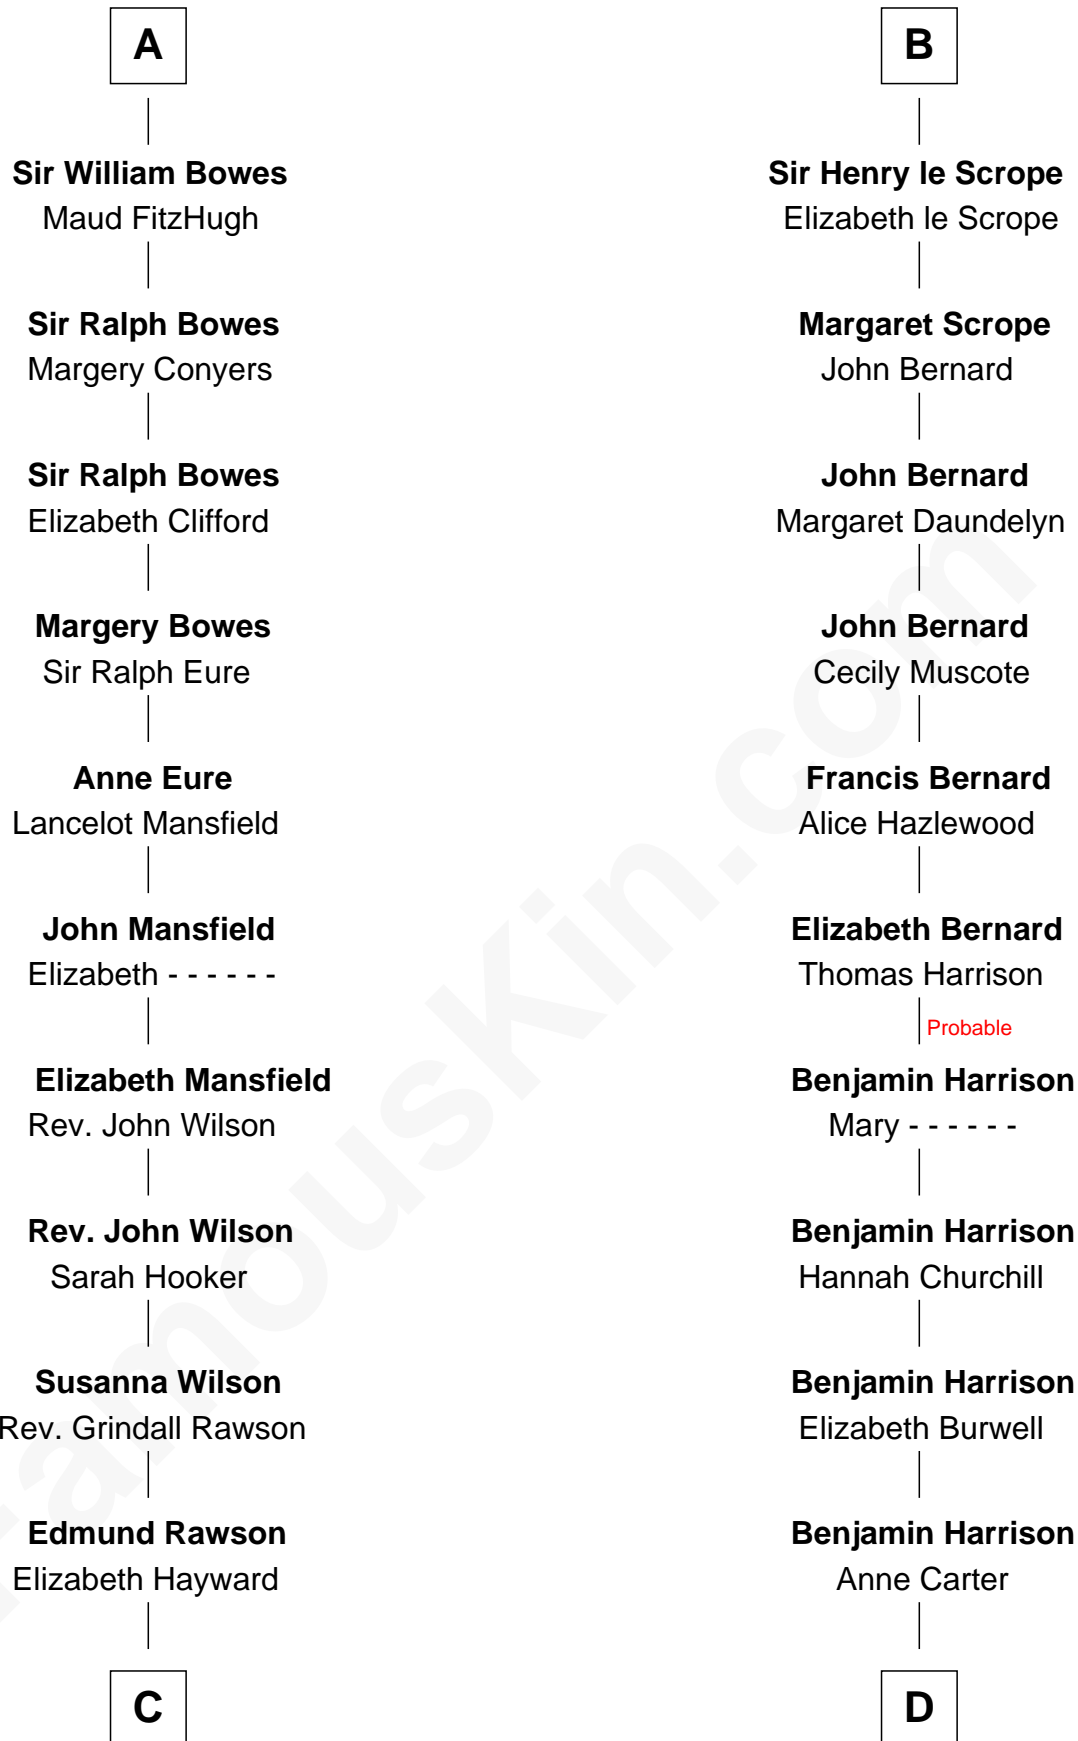 A
Sir William Bowes
Maud FitzHugh
Sir Ralph Bowes
Margery Conyers
Sir Ralph Bowes
Elizabeth Clifford
Margery Bowes
Sir Ralph Eure
Anne Eure
Lancelot Mansfield
John Mansfield
Elizabeth - - - - - -
Elizabeth Mansfield
Rev. John Wilson
Rev. John Wilson
Sarah Hooker
Susanna Wilson
Rev. Grindall Rawson
Edmund Rawson
Elizabeth Hayward
C
B
Sir Henry le Scrope
Elizabeth le Scrope
Margaret Scrope
John Bernard
John Bernard
Margaret Daundelyn
John Bernard
Cecily Muscote
Francis Bernard
Alice Hazlewood
Elizabeth Bernard
Thomas Harrison
Probable
Benjamin Harrison
Mary - - - - - -
Benjamin Harrison
Hannah Churchill
Benjamin Harrison
Elizabeth Burwell
Benjamin Harrison
Anne Carter
D
FamousKin.com